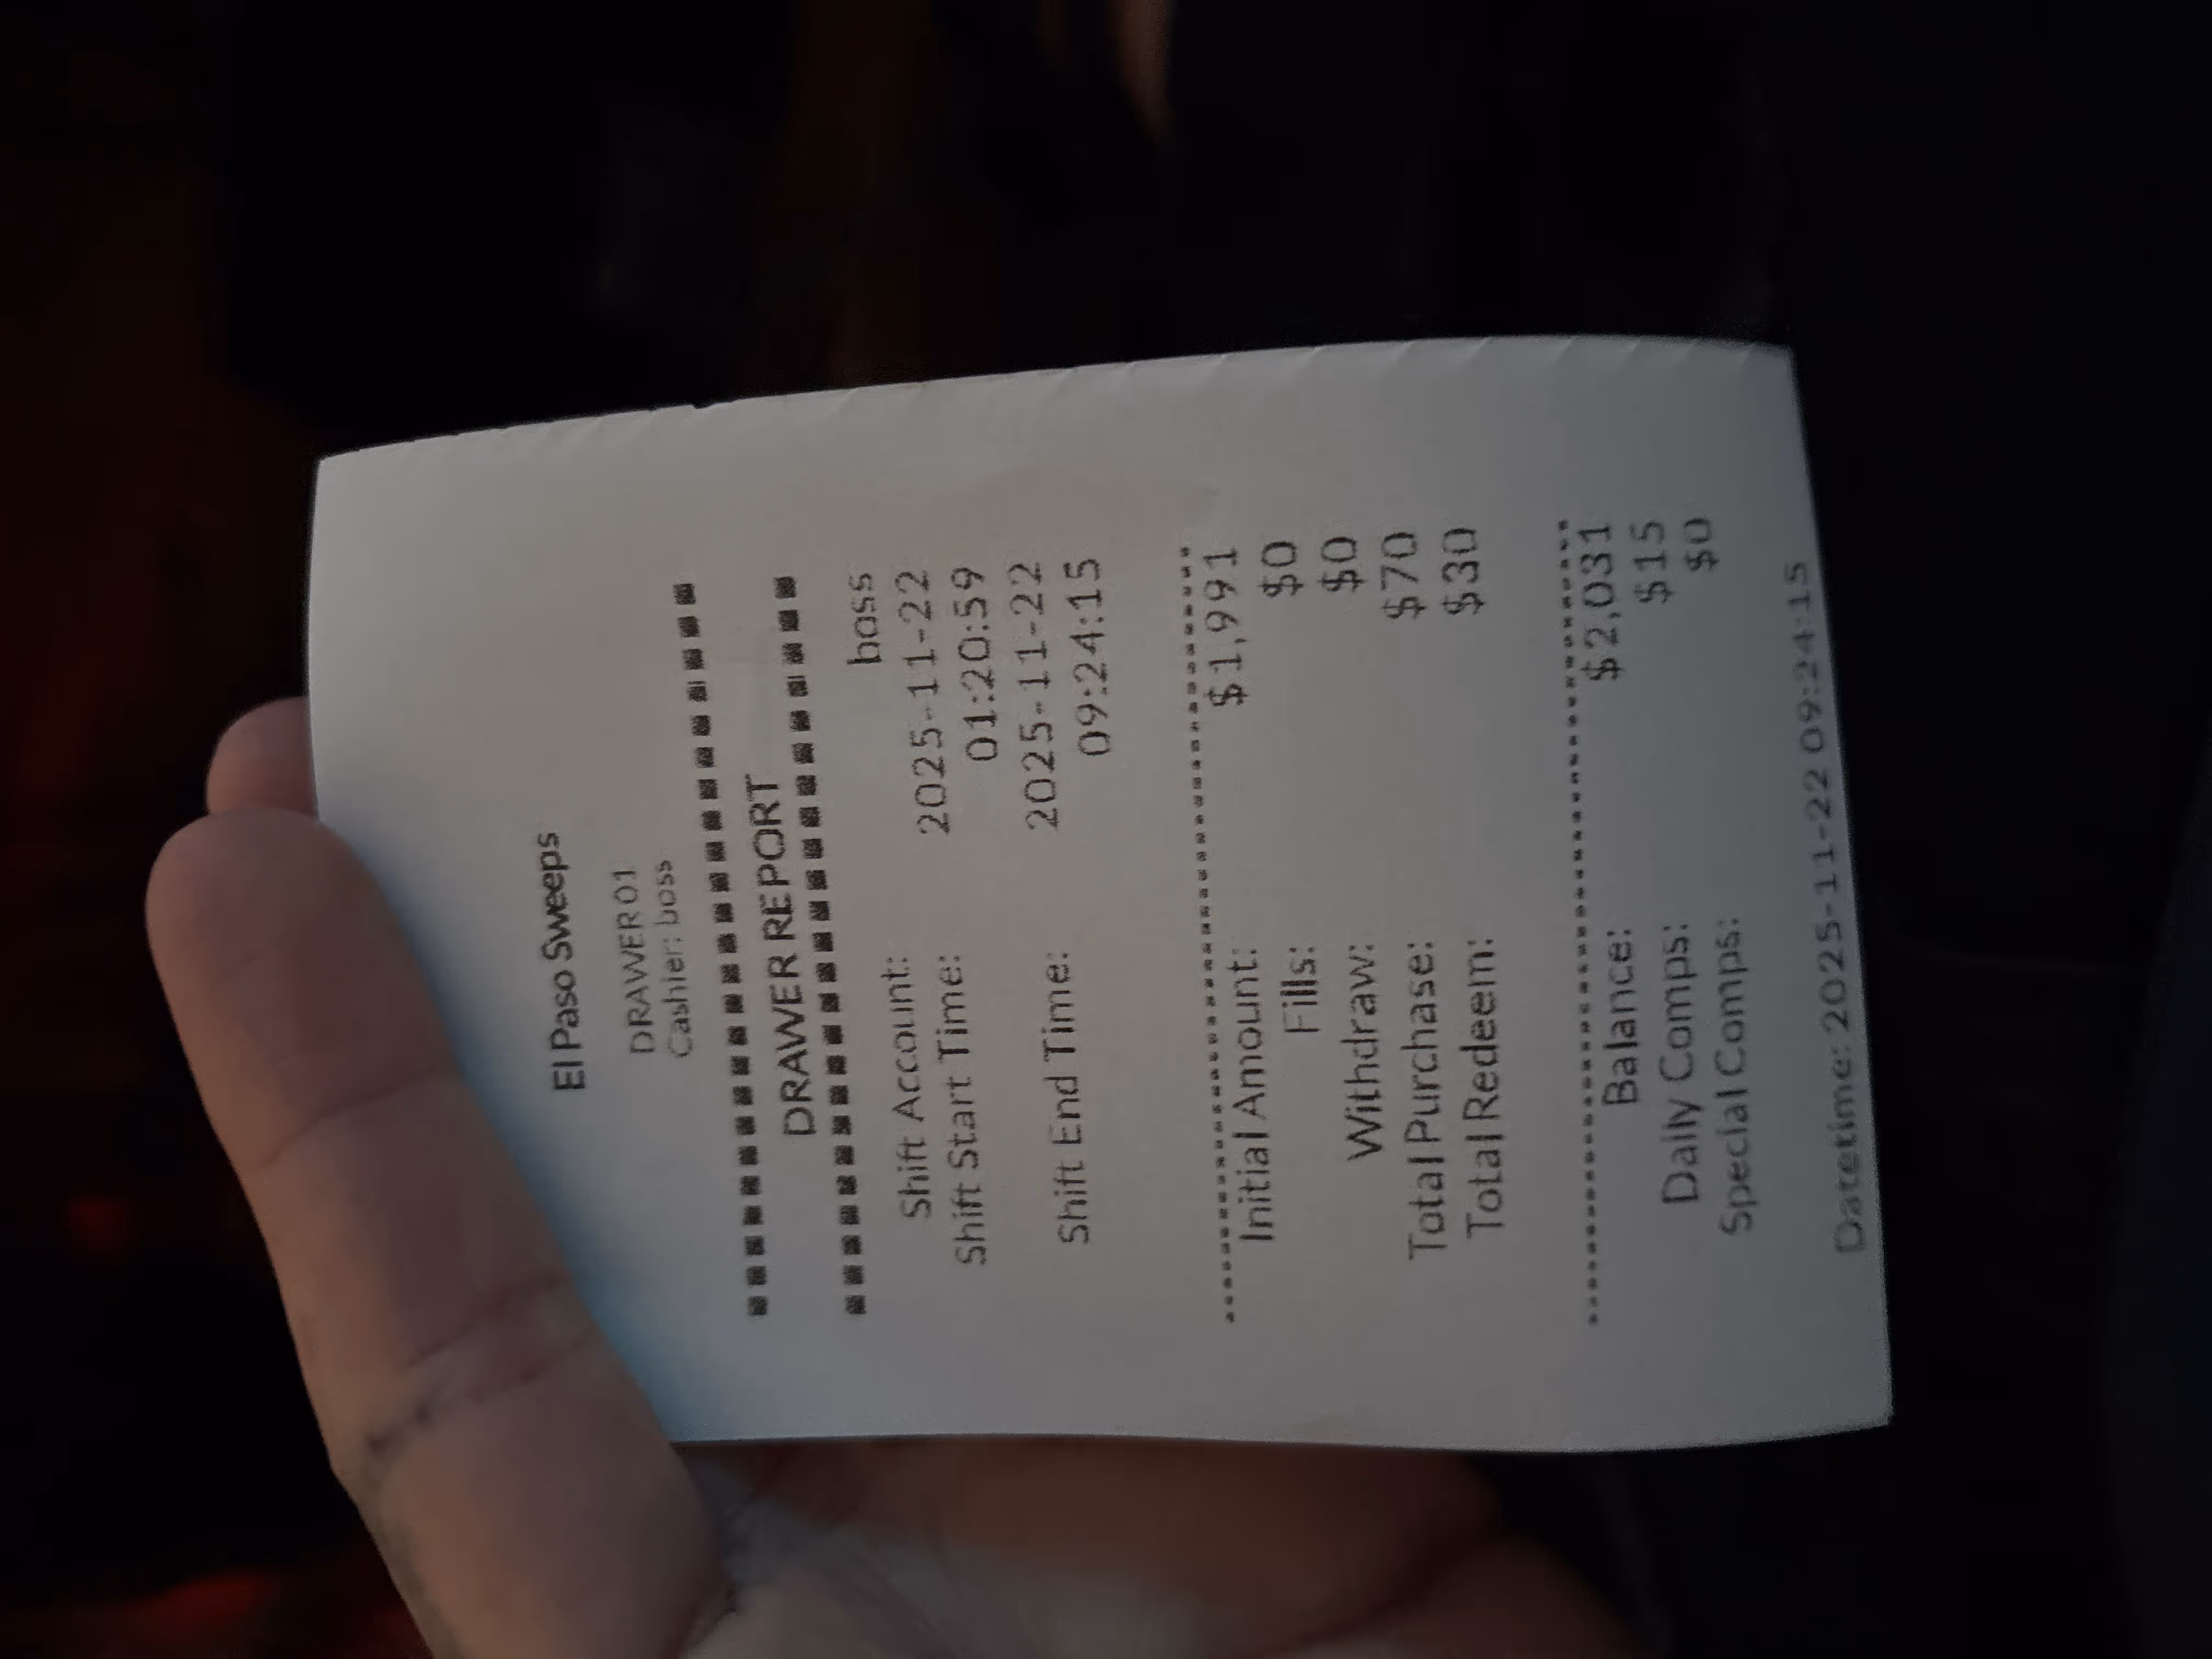 El Paso Sweeps
DRAWER01
Cashier: boss
DRAWER REPORT
Shift Account: boss
Shift Start Time: 2025-11-22
01:20:59
Shift End Time: 2025-11-22
09:24:15
Initial Amount: $1,991
Fills: $0
Withdraw: $0
Total Purchase: $70
Total Redeem: $30
Balance: $2,031
Daily Comps: $15
Special Comps: $0
Datetime: 2025-11-22 09:24:15